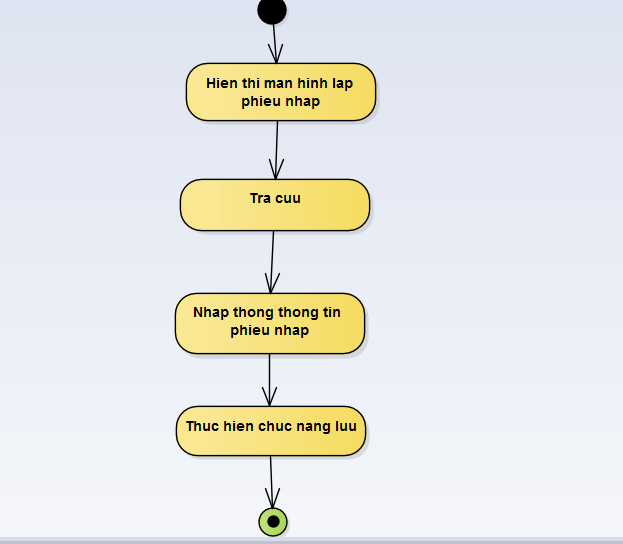 Hien thi man hinh lap
phieu nhap
Tra cuu
Nhap thong thong tin
phieu nhap
Thuc hien chuc nang luu